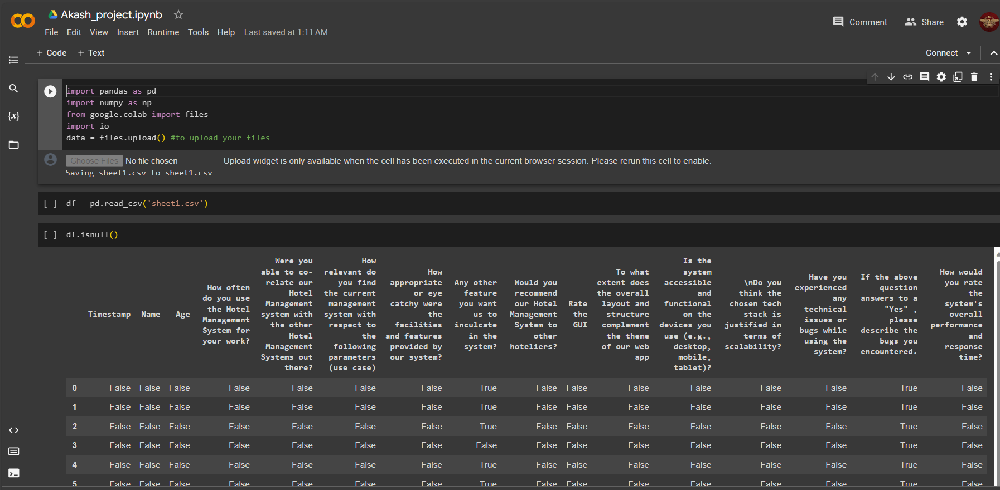 Akash_project.ipynb
File Edit View Insert Runtime Tools Help Last saved at 1:11 AM
Comment Share
+ Code + Text
Connect
import pandas as pd
import numpy as np
from google.colab import files
import io
data = files.upload() #to upload your files
Choose Files No file chosen Upload widget is only available when the cell has been executed in the current browser session. Please rerun this cell to enable.
Saving sheet1.csv to sheet1.csv
[ ] df = pd.read_csv('sheet1.csv')
[ ] df.isnull()
Timestamp
Name
Age
How often
do you use
the Hotel
Management
System for
your work?
Were you
able to co-
relate our
Hotel
Management
system with
the other
Hotel
Management
Systems out
there?
How
relevant do
you find
the current
management
system with
respect to
the
following
parameters
(use case)
How
appropriate
or eye
catchy were
the
facilities
and features
provided by
our system?
Any other
feature
you want
us to
inculcate
in the
system?
Would you
recommend
our Hotel
Management
System to
other
hoteliers?
Rate
the
GUI
To what
extent does
the overall
layout and
structure
complement
the theme
of our web
app
Is the
system
accessible
and
functional
on the
devices you
use (e.g.,
desktop,
mobile,
tablet)?
\nDo you
think the
chosen tech
stack is
justified in
terms of
scalability?
Have you
experienced
any
technical
issues or
bugs while
using the
system?
If the above
question
answers to a
"Yes" ,
please
describe the
bugs you
encountered.
How would
you rate
the
system's
overall
performance
and
response
time?
0 False False False False False False False True False False False False False False True False
1 False False False False False False False True False False False False False False True False
2 False False False False False False False True False False False False False False True False
3 False False False False False False False False False False False False False False True False
4 False False False False False False False True False False False False False False True False
5 False False False False False False False True False False False False False False True False